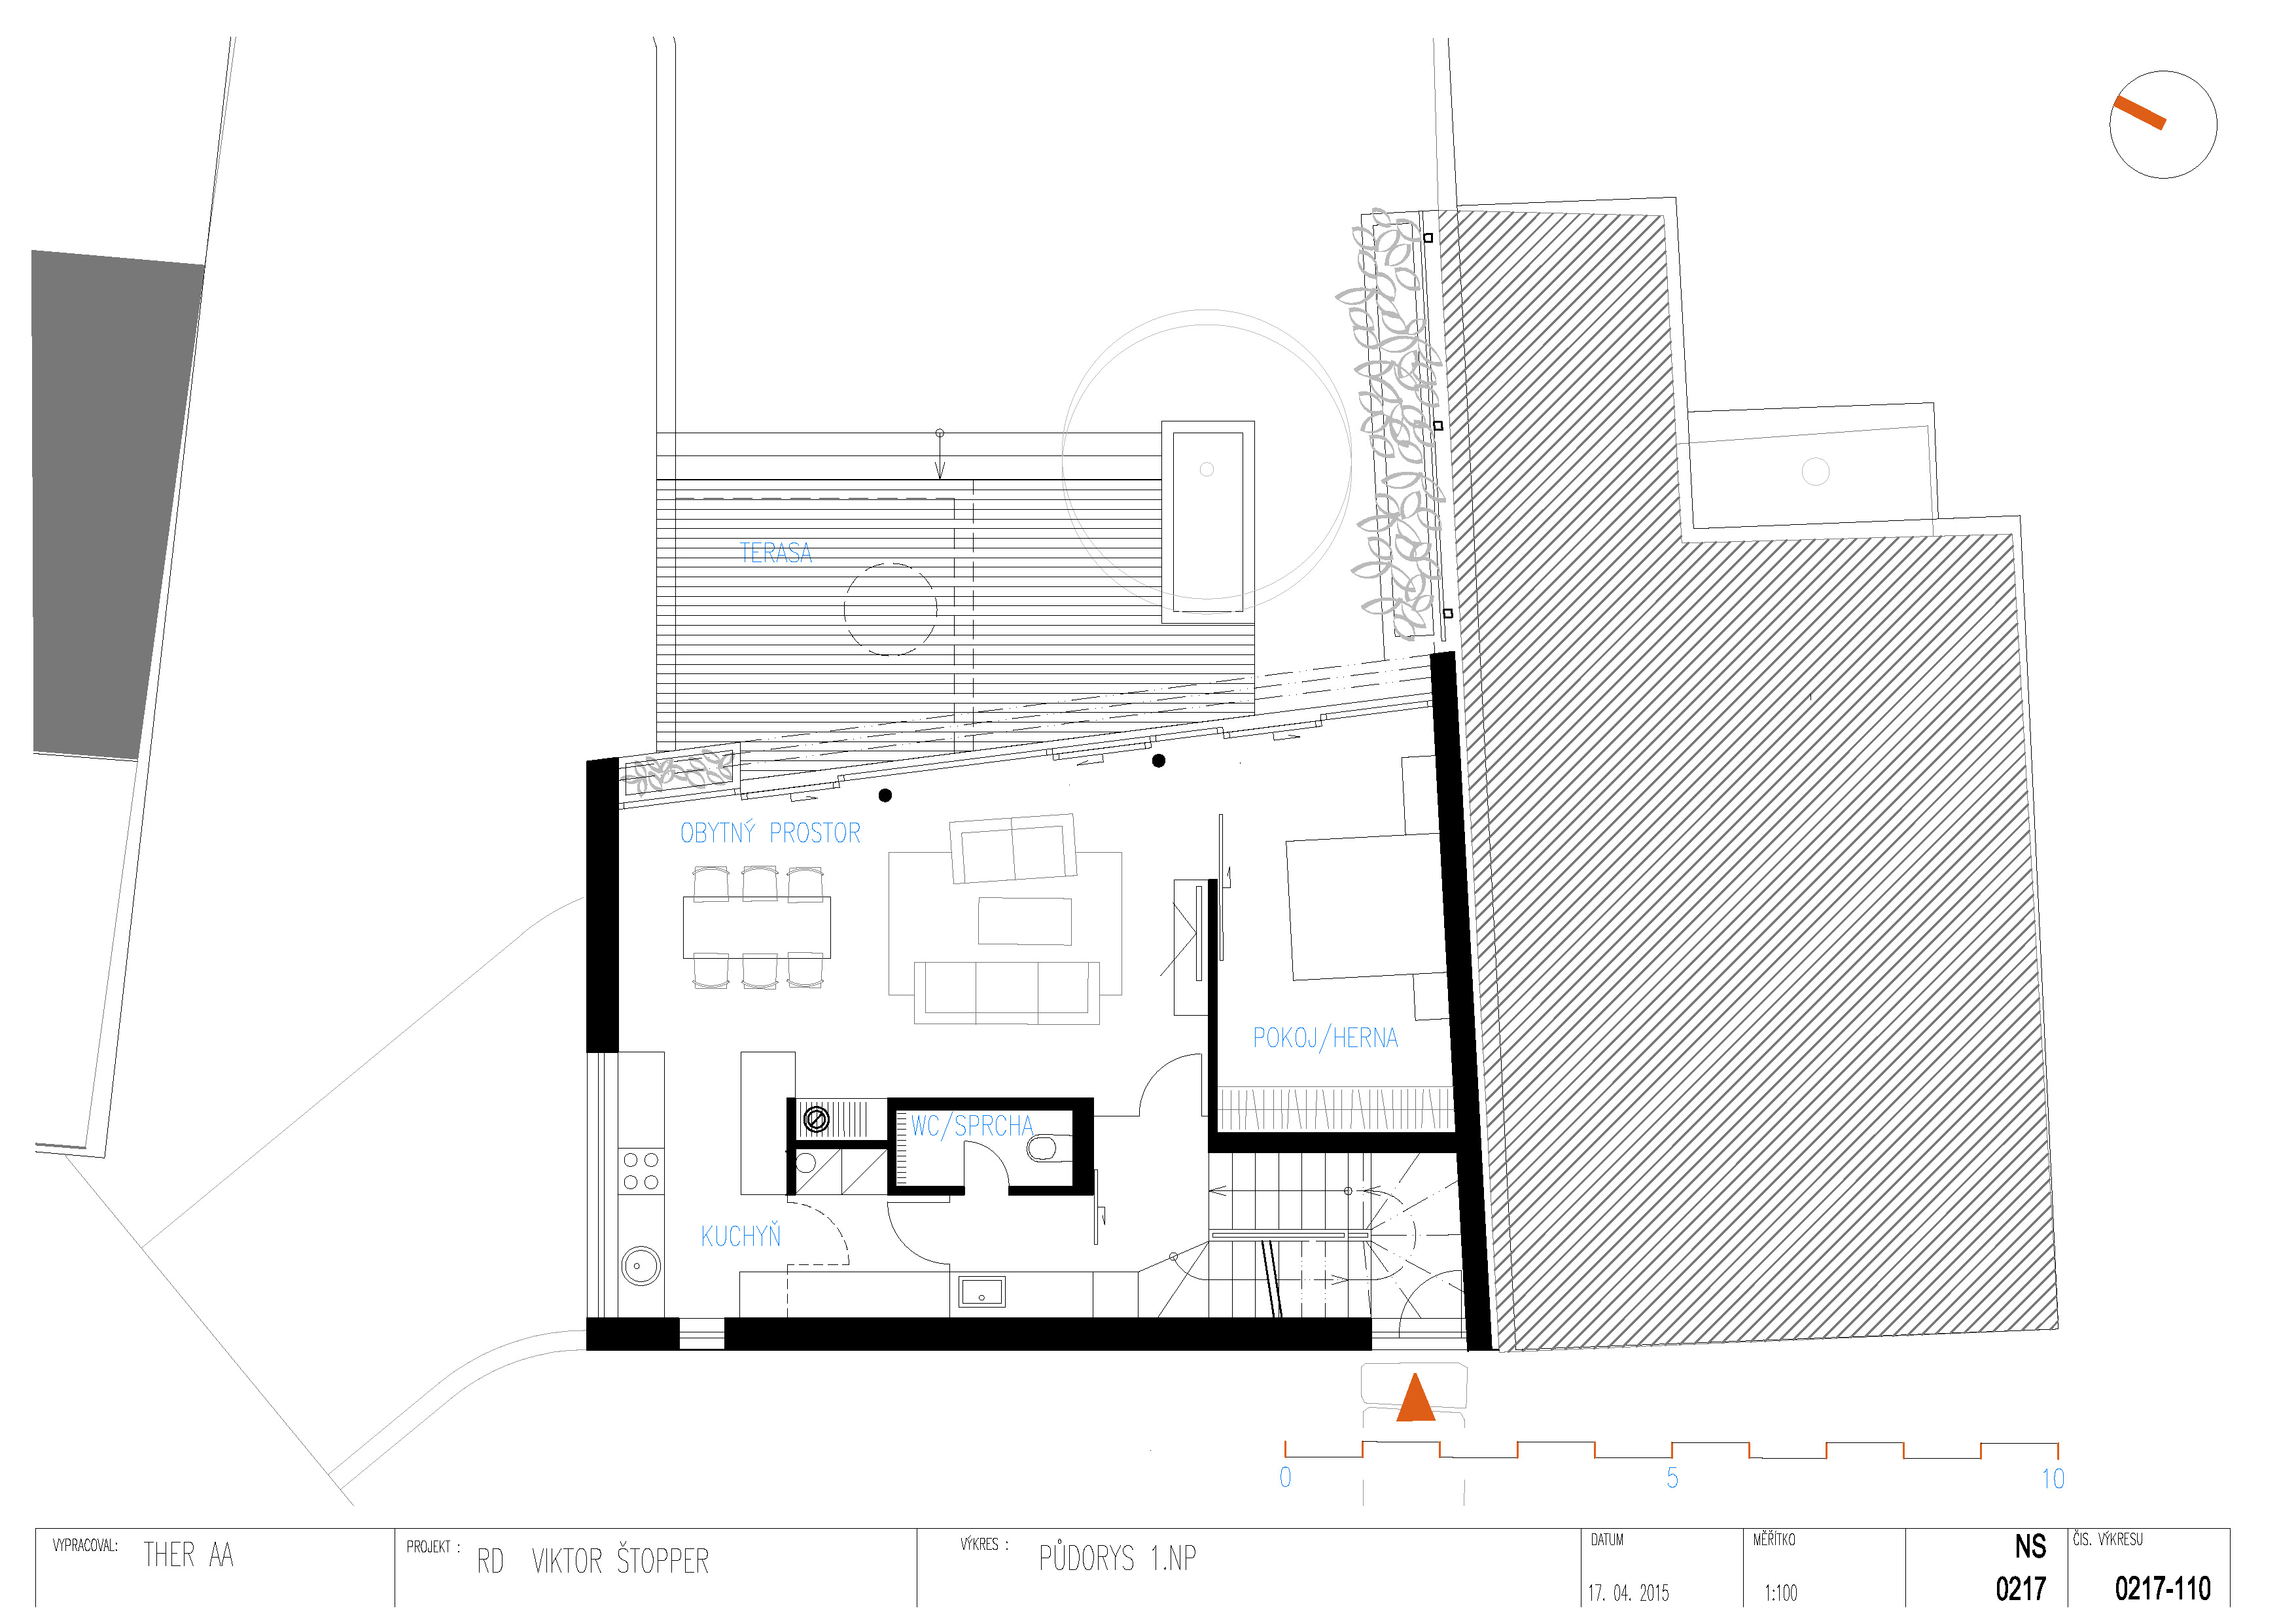 TERASA
OBYTNÝ PROSTOR
POKOJ/HERNA
WC/SPRCHA
KUCHYŇ
0 5 10
VYPRACOVAL: THER AA
PROJEKT : RD VIKTOR ŠTOPPER
VÝKRES : PŮDORYS 1.NP
DATUM
17. 04. 2015
MĚŘÍTKO
1:100
NS
0217
ČÍS. VÝKRESU
0217-110